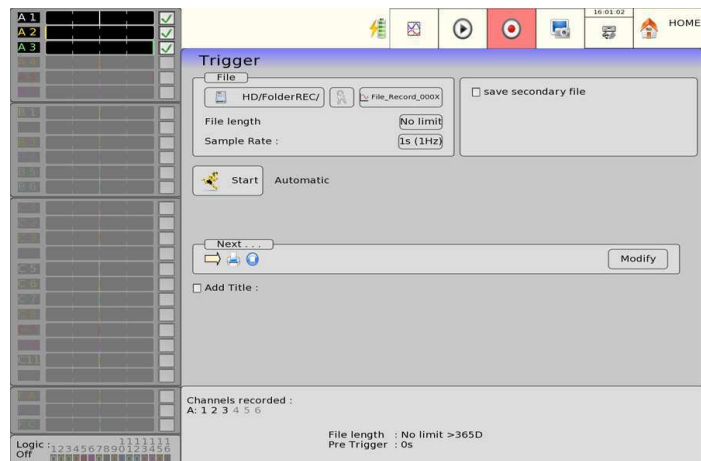 A 1
A 2
A 3
16:01:02
HOME
Trigger
File
HD/FolderREC/
File_Record_000X
save secondary file
File length
No limit
Sample Rate :
1s (1Hz)
Start
Automatic
Next . . .
Modify
Add Title :
C11
Channels recorded :
A: 1 2 3 4 5 6
File length : No limit >365D
Pre Trigger : 0s
Logic :
Off
1234567890123456
1111111